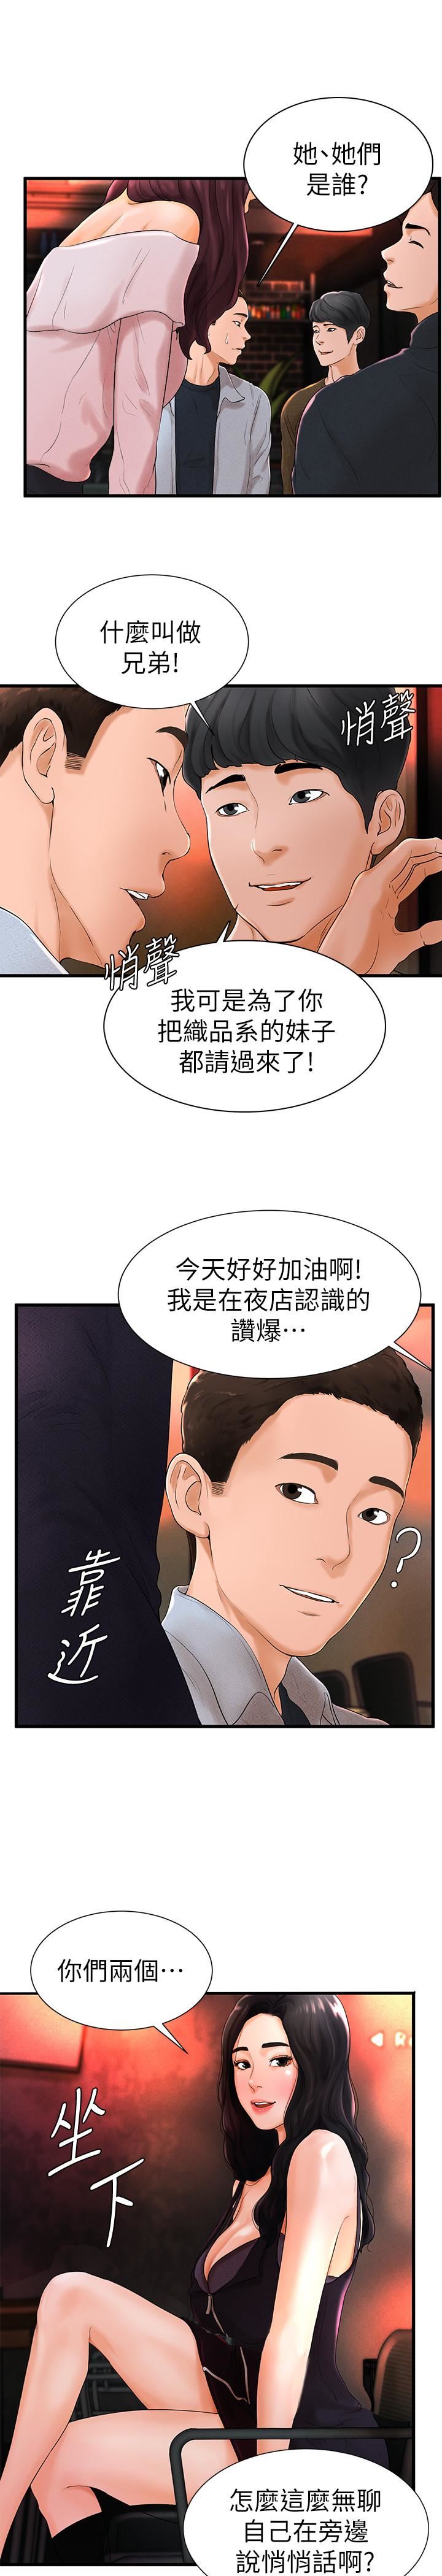 她、她們
是誰?
什麼叫做
兄弟!
悄聲
悄聲
我可是為了你
把織品系的妹子
都請過來了!
今天好好加油啊!
我是在夜店認識的
讚爆…
?
靠近
你們兩個…
坐下
怎麼這麼無聊
自己在旁邊
說悄悄話啊?